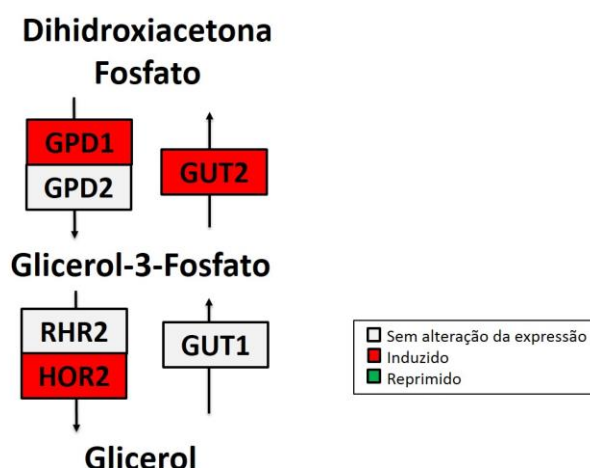 Dihidroxiacetona
Fosfato
GPD1
GPD2
GUT2
Glicerol-3-Fosfato
RHR2
HOR2
GUT1
Glicerol
Sem alteração da expressão
Induzido
Reprimido